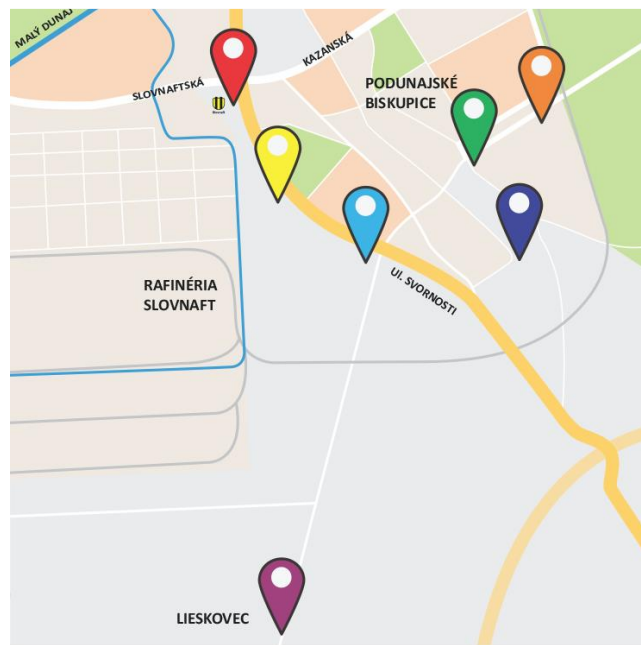 MALÝ DUNAJ
KAZANSKÁ
SLOVNAFTSKÁ
PODUNAJSKÉ
BISKUPICE
RAFINÉRIA
SLOVNAFT
Ul. SVORNOSTI
LIESKOVEC